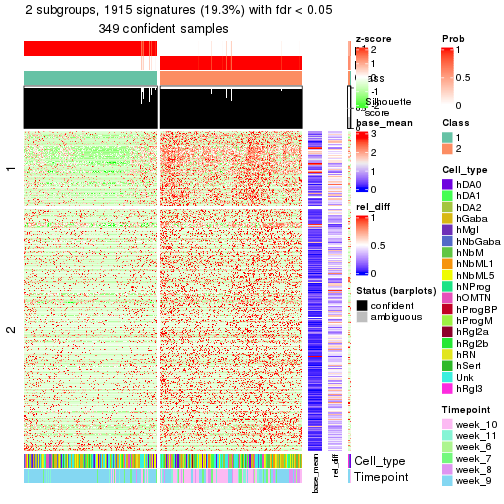 2 subgroups, 1915 signatures (19.3%) with fdr < 0.05
349 confident samples
z-score
2
1
0
-1
-2
Silhouette
score
base_mean
3
2
1
0
rel_diff
1
0.5
0
Status (barplots)
confident
ambiguous
Prob
1
0.5
0
Class
1
2
Cell_type
hDA0
hDA1
hDA2
hGaba
hMgl
hNbGaba
hNbM
hNbML1
hNbML5
hNProg
hOMTN
hProgBP
hProgM
hRgl2a
hRgl2b
hRN
hSert
Unk
hRgl3
Timepoint
week_10
week_11
week_6
week_7
week_8
week_9
1
2
Cell_type
Timepoint
base_mean
rel_diff